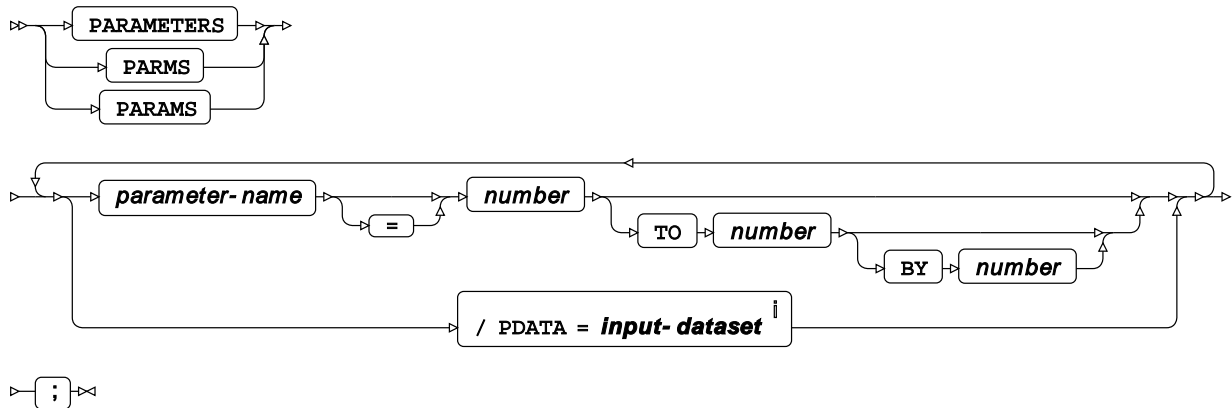 PARAMETERS
PARMS
PARAMS
parameter-name = number TO number BY number
/ PDATA = input-dataset i
;